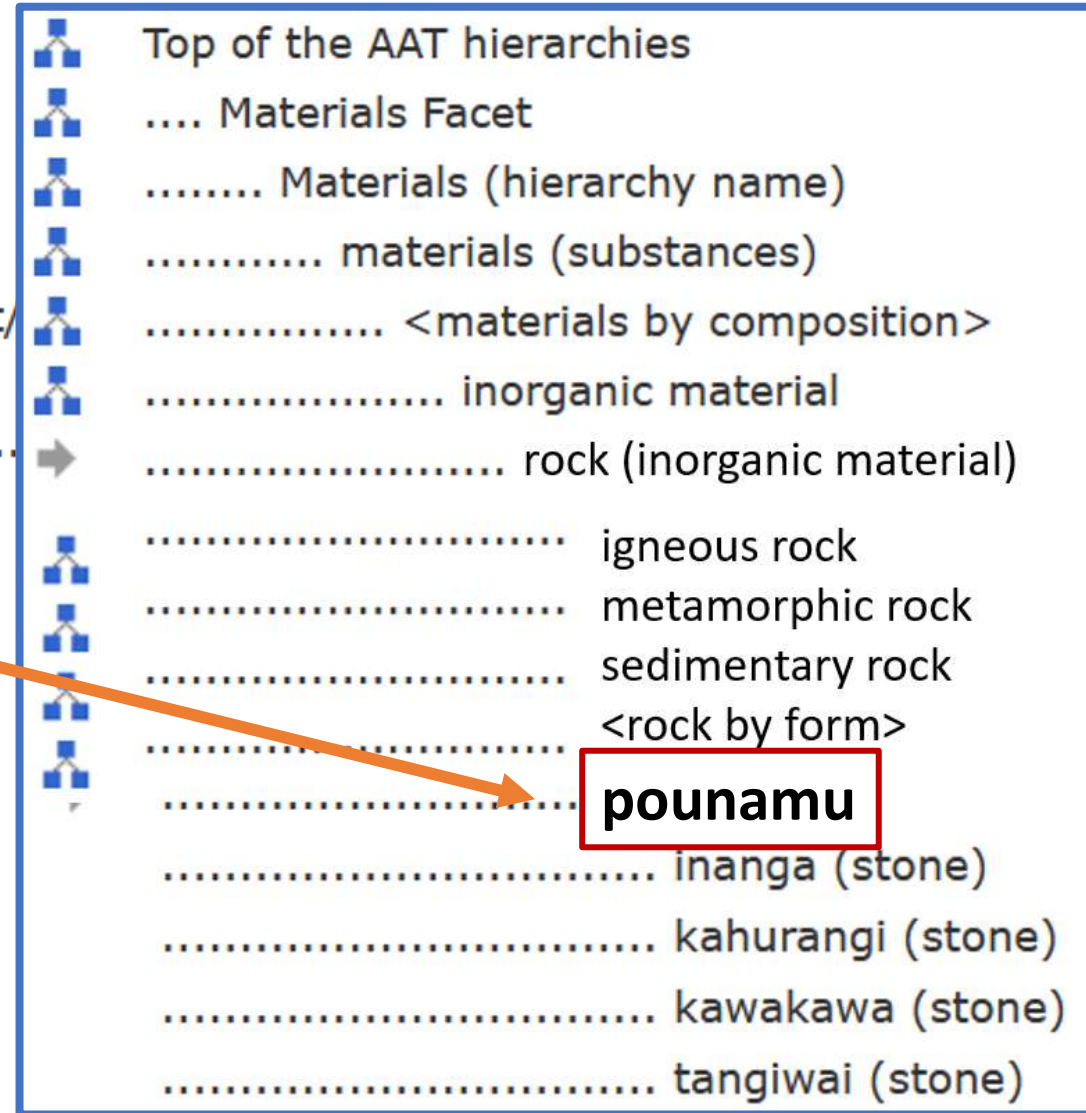 Top of the AAT hierarchies
.... Materials Facet
........ Materials (hierarchy name)
............ materials (substances)
................ <materials by composition>
.................... inorganic material
........................ rock (inorganic material)
............................ igneous rock
............................ metamorphic rock
............................ sedimentary rock
............................ <rock by form>
............................ pounamu
................................ inanga (stone)
................................ kahurangi (stone)
................................ kawakawa (stone)
................................ tangiwai (stone)